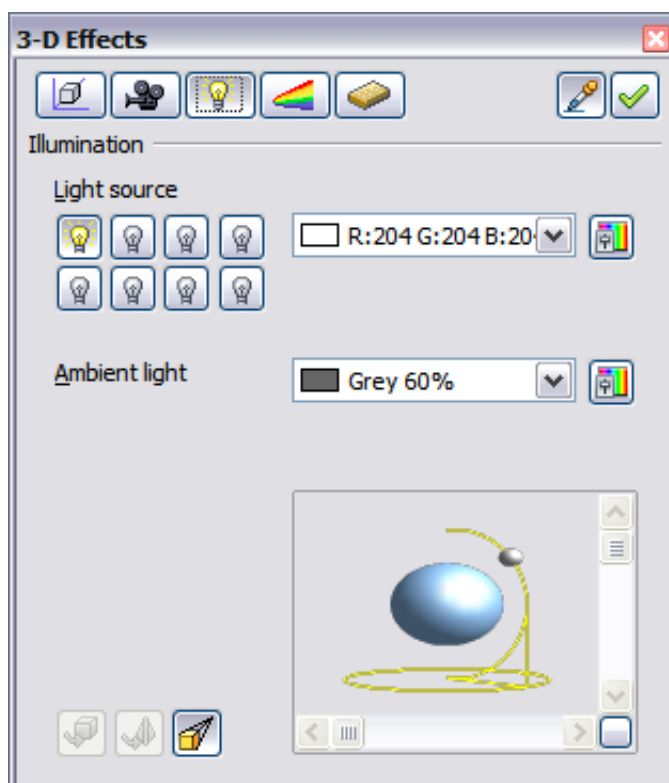 3-D Effects
Illumination
Light source
R:204 G:204 B:20
Ambient light
Grey 60%